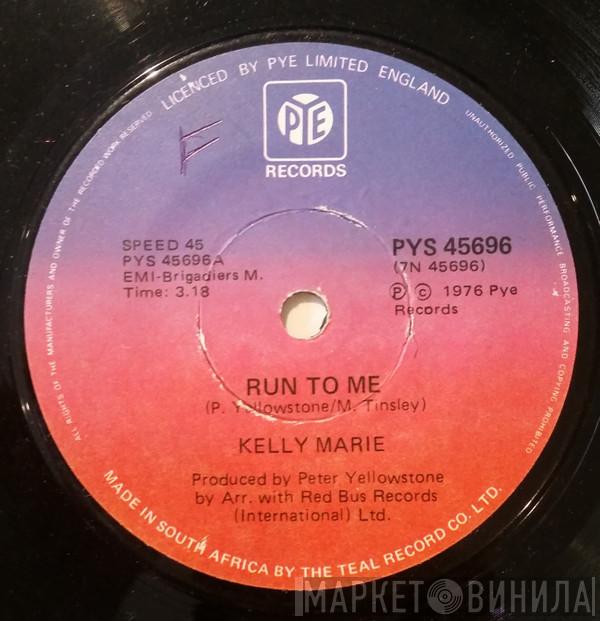 LICENCED BY PYE LIMITED ENGLAND
UNAUTHORIZED PUBLIC PERFORMANCE BROADCASTING AND COPYING PROHIBITED
ALL RIGHTS OF THE MANUFACTURERS AND OWNER OF THE RECORDED WORK RESERVED
F
PYE
RECORDS
SPEED 45
PYS 45696A
EMI-Brigadiers M.
Time: 3.18
PYS 45696
(7N 45696)
Ⓟ © 1976 Pye
Records
RUN TO ME
(P. Yellowstone/M. Tinsley)
KELLY MARIE
Produced by Peter Yellowstone
by Arr. with Red Bus Records
(International) Ltd.
MADE IN SOUTH AFRICA BY THE TEAL RECORD CO. LTD.
МАРКЕТ ВИНИЛА